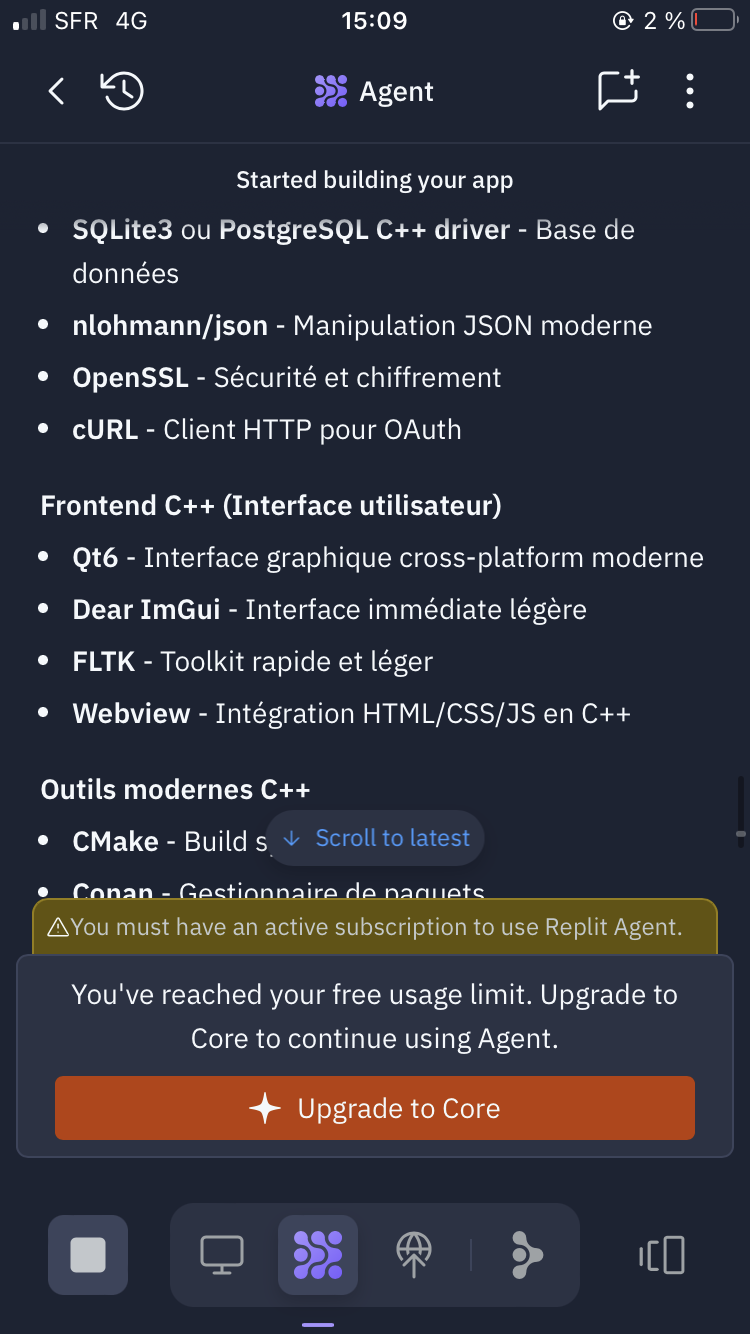 SFR 4G 15:09 2 %
Agent
Started building your app
• SQLite3 ou PostgreSQL C++ driver - Base de
données
• nlohmann/json - Manipulation JSON moderne
• OpenSSL - Sécurité et chiffrement
• cURL - Client HTTP pour OAuth
Frontend C++ (Interface utilisateur)
• Qt6 - Interface graphique cross-platform moderne
• Dear ImGui - Interface immédiate légère
• FLTK - Toolkit rapide et léger
• Webview - Intégration HTML/CSS/JS en C++
Outils modernes C++
• CMake - Build
Scroll to latest
• Conan - Gestionnaire de paquets
You must have an active subscription to use Replit Agent.
You've reached your free usage limit. Upgrade to
Core to continue using Agent.
Upgrade to Core